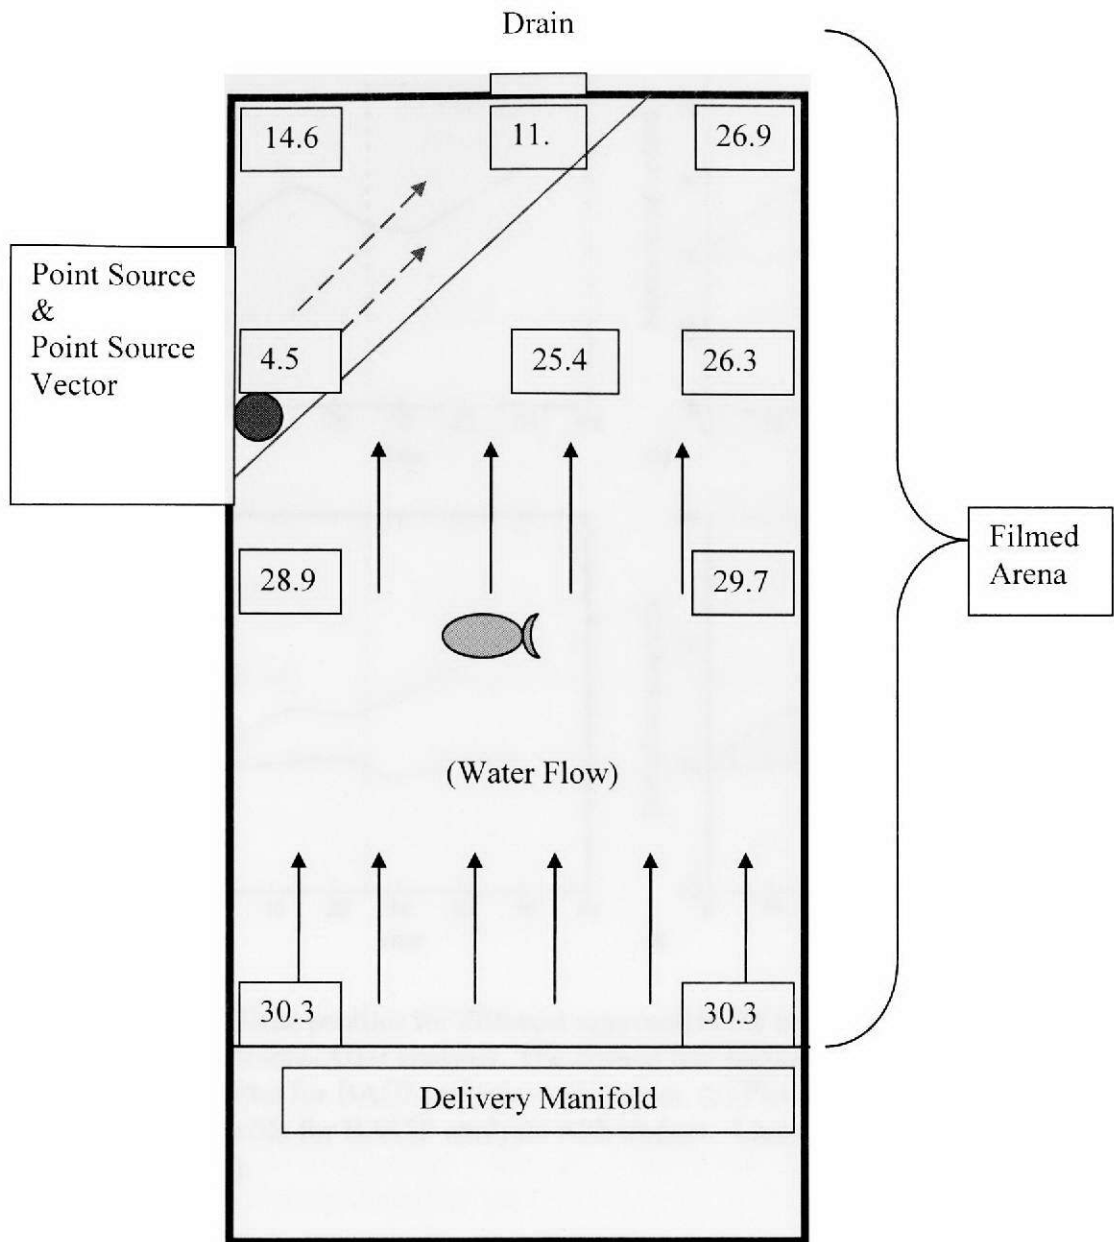 Drain
14.6
11.
26.9
Point Source
&
Point Source
Vector
4.5
25.4
26.3
28.9
29.7
Filmed
Arena
(Water Flow)
30.3
30.3
Delivery Manifold